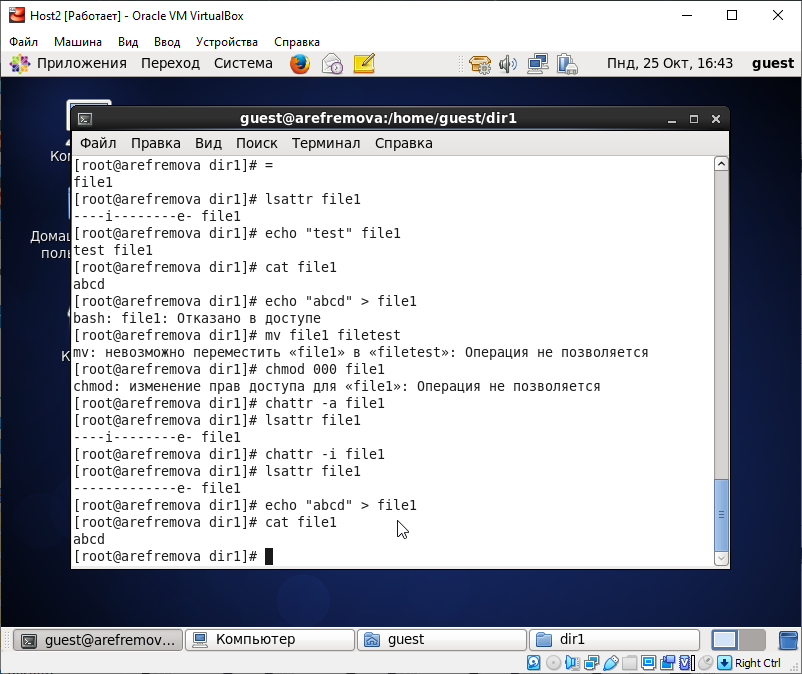 Host2 [Работает] - Oracle VM VirtualBox
Файл Машина Вид Ввод Устройства Справка
Приложения Переход Система Пнд, 25 Окт, 16:43 guest
guest@arefremova:/home/guest/dir1
Файл Правка Вид Поиск Терминал Справка
[root@arefremova dir1]# =
file1
[root@arefremova dir1]# lsattr file1
----i--------e- file1
[root@arefremova dir1]# echo "test" file1
test file1
[root@arefremova dir1]# cat file1
abcd
[root@arefremova dir1]# echo "abcd" > file1
bash: file1: Отказано в доступе
[root@arefremova dir1]# mv file1 filetest
mv: невозможно переместить «file1» в «filetest»: Операция не позволяется
[root@arefremova dir1]# chmod 000 file1
chmod: изменение прав доступа для «file1»: Операция не позволяется
[root@arefremova dir1]# chattr -a file1
[root@arefremova dir1]# lsattr file1
----i--------e- file1
[root@arefremova dir1]# chattr -i file1
[root@arefremova dir1]# lsattr file1
-------------e- file1
[root@arefremova dir1]# echo "abcd" > file1
[root@arefremova dir1]# cat file1
abcd
[root@arefremova dir1]#
guest@arefremov... Компьютер guest dir1
Right Ctrl